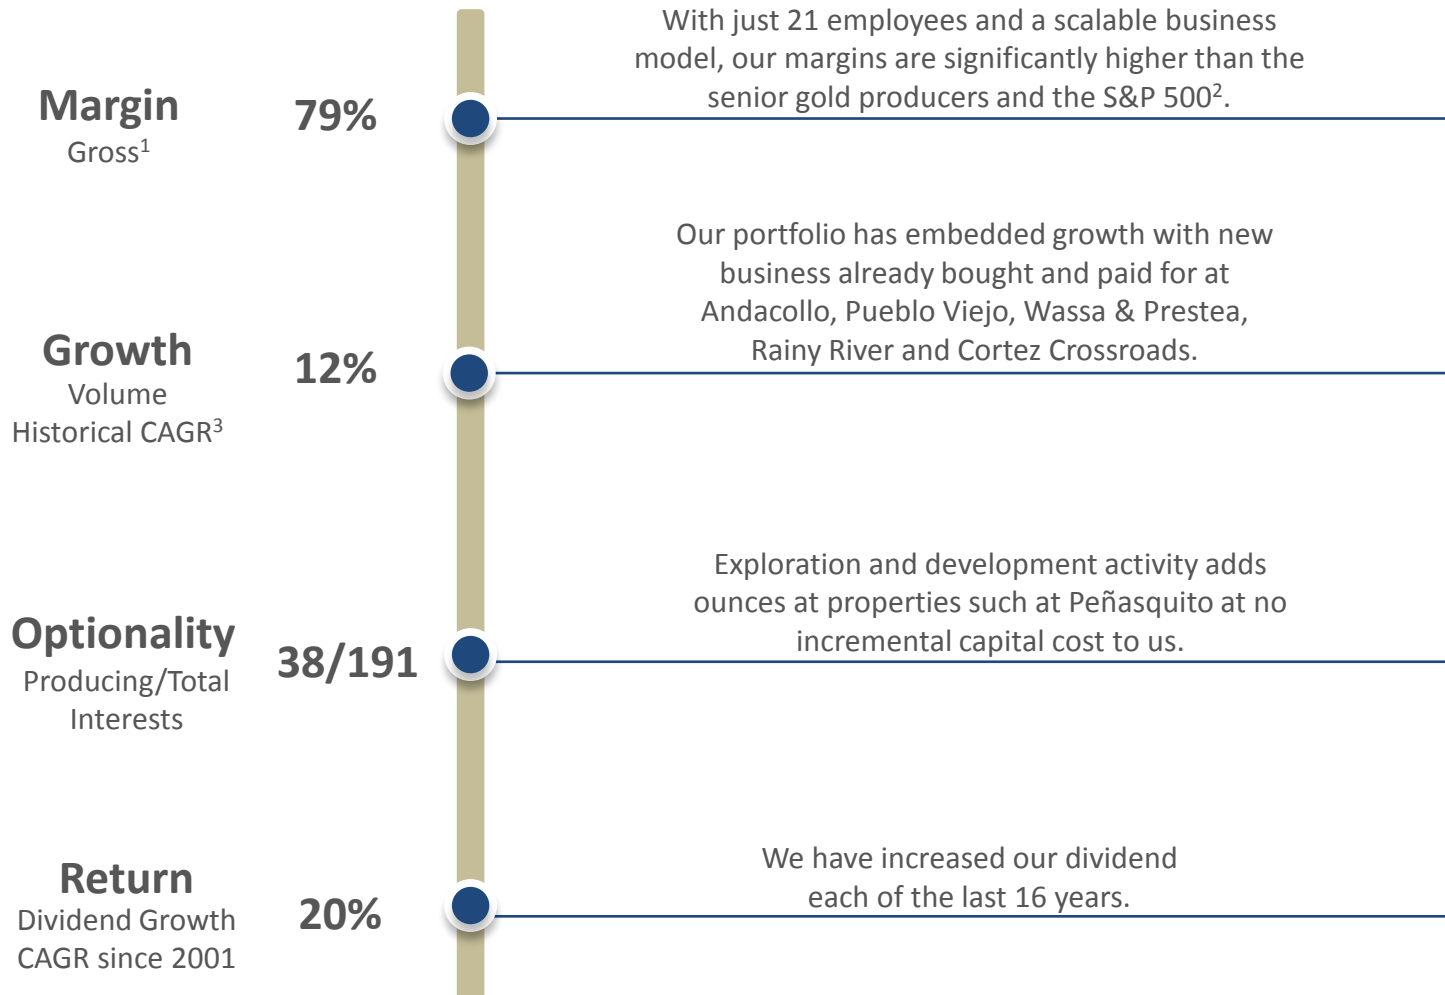 With just 21 employees and a scalable business
model, our margins are significantly higher than the
senior gold producers and the S&P 500².
Margin
Gross¹
79%
Our portfolio has embedded growth with new
business already bought and paid for at
Andacollo, Pueblo Viejo, Wassa & Prestea,
Rainy River and Cortez Crossroads.
Growth
Volume
Historical CAGR³
12%
Exploration and development activity adds
ounces at properties such at Peñasquito at no
incremental capital cost to us.
Optionality
Producing/Total
Interests
38/191
We have increased our dividend
each of the last 16 years.
Return
Dividend Growth
CAGR since 2001
20%